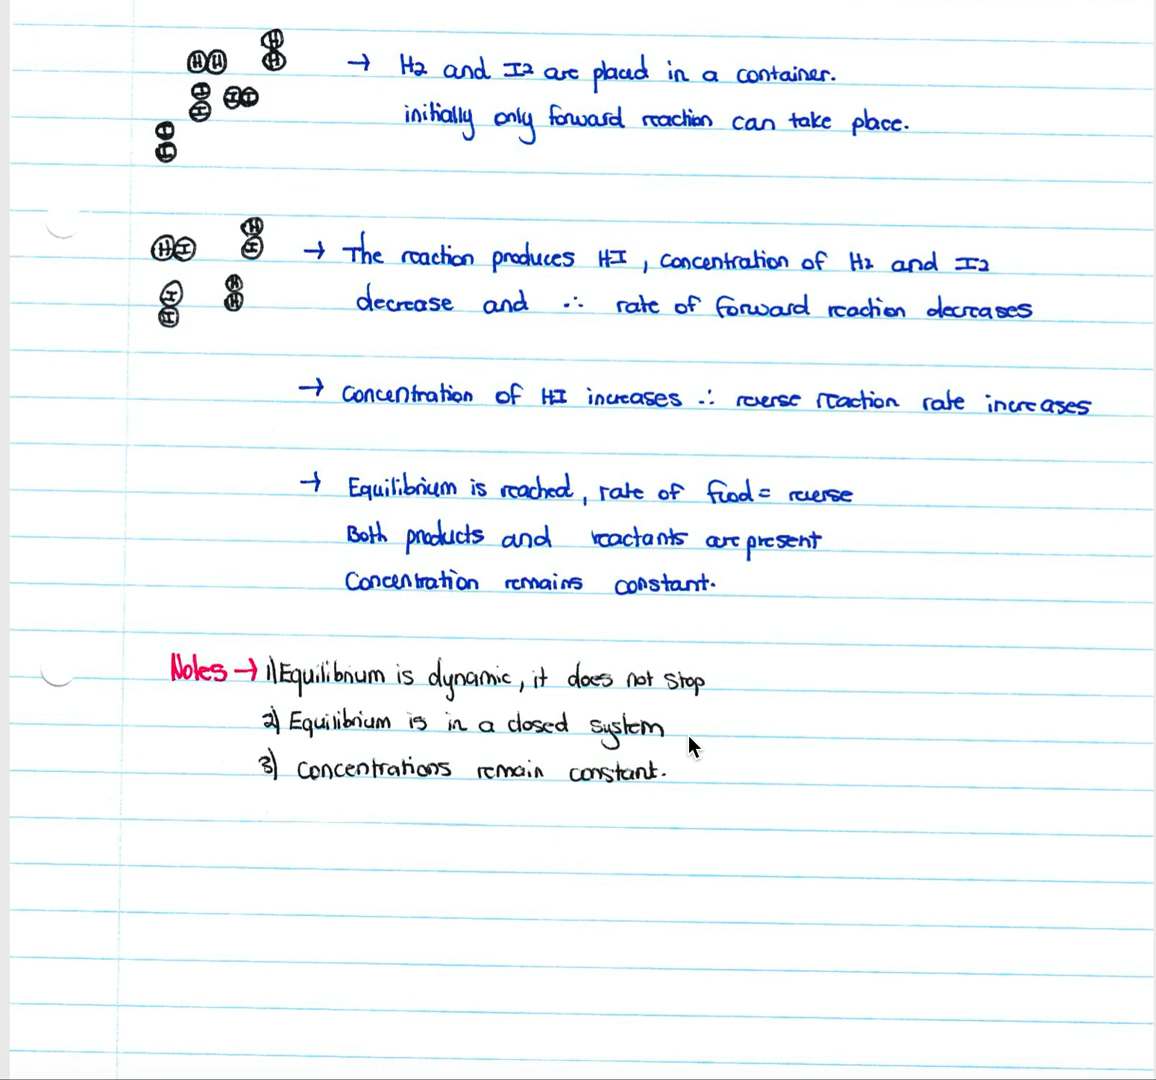 H H
H
H
→ H2 and I2 are placed in a container.
I
I
I I
initially only forward reaction can take place.
I
I
H I
H
I
→ The reaction produces HI, concentration of H2 and I2
I
I
H
H
decrease and ∴ rate of forward reaction decreases
→ Concentration of HI increases ∴ reverse reaction rate increases
→ Equilibrium is reached, rate of fwd = reverse
Both products and reactants are present
Concentration remains constant.
Notes → 1) Equilibrium is dynamic, it does not stop
2) Equilibrium is in a closed system
3) Concentrations remain constant.